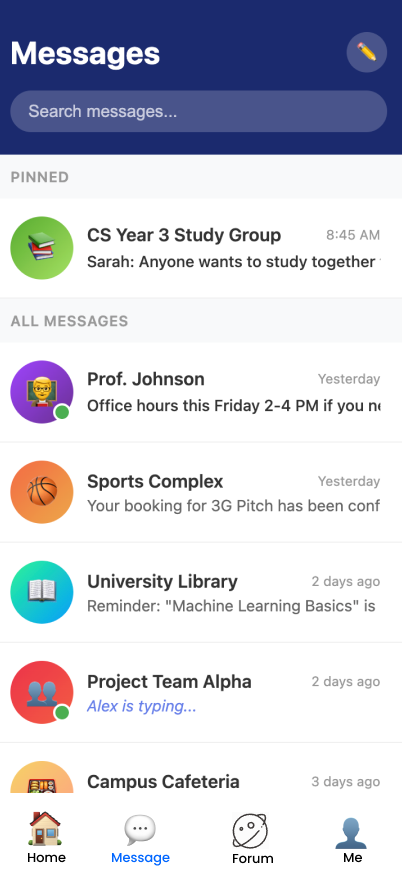 Messages
Search messages...
PINNED
CS Year 3 Study Group 8:45 AM
Sarah: Anyone wants to study together
ALL MESSAGES
Prof. Johnson Yesterday
Office hours this Friday 2-4 PM if you ne
Sports Complex Yesterday
Your booking for 3G Pitch has been conf
University Library 2 days ago
Reminder: "Machine Learning Basics" is
Project Team Alpha 2 days ago
Alex is typing...
Campus Cafeteria 3 days ago
Home Message Forum Me